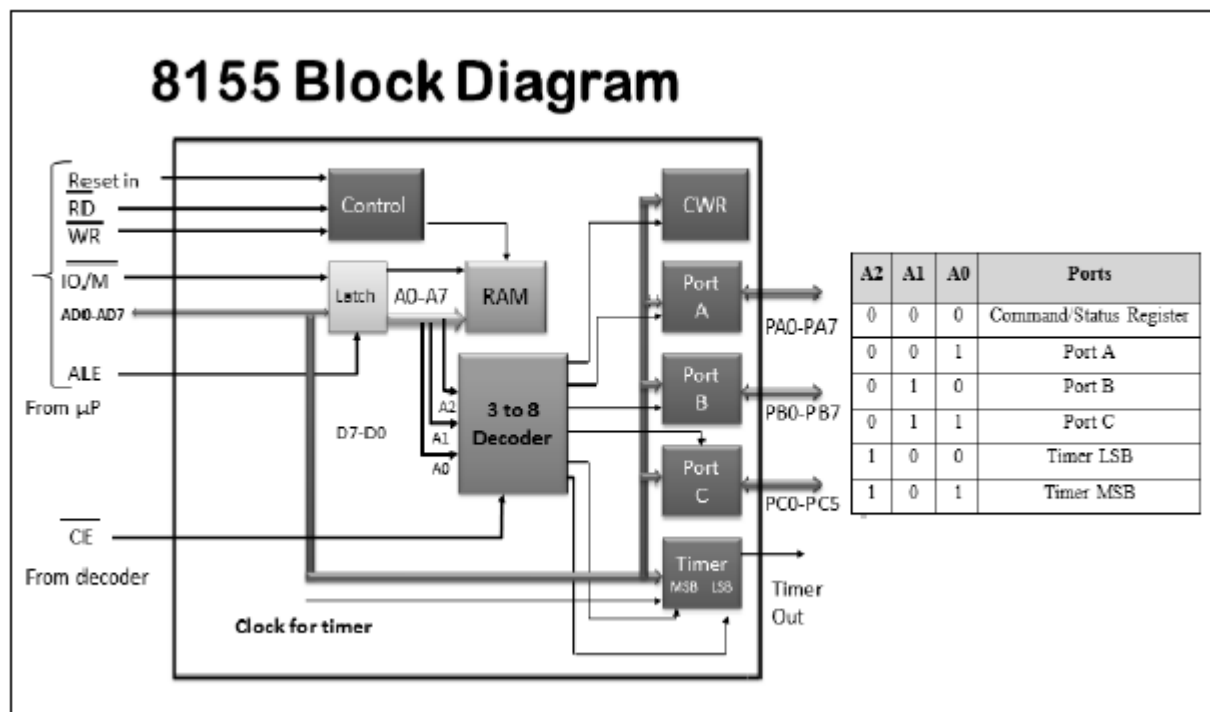 8155 Block Diagram
Reset in
RD
WR
IO/M
AD0-AD7
ALE
From µP
CE
From decoder
Control
Latch
A0-A7
RAM
D7-D0
A2
A1
A0
3 to 8
Decoder
Clock for timer
CWR
Port
A
Port
B
Port
C
Timer
MSB LSB
PA0-PA7
PB0-PB7
PC0-PC5
Timer
Out
A2 A1 A0 Ports
0 0 0 Command/Status Register
0 0 1 Port A
0 1 0 Port B
0 1 1 Port C
1 0 0 Timer LSB
1 0 1 Timer MSB